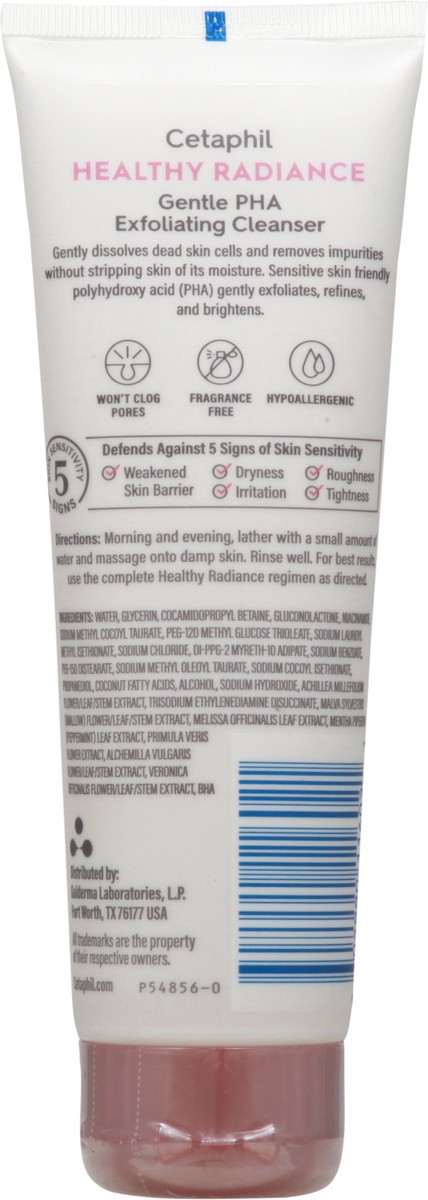 Cetaphil
HEALTHY RADIANCE
Gentle PHA
Exfoliating Cleanser
Gently dissolves dead skin cells and removes impurities
without stripping skin of its moisture. Sensitive skin friendly
polyhydroxy acid (PHA) gently exfoliates, refines,
and brightens.
WON'T CLOG
PORES
FRAGRANCE
FREE
HYPOALLERGENIC
SKIN SENSITIVITY
5
SIGNS
Defends Against 5 Signs of Skin Sensitivity
Weakened
Skin Barrier
Dryness
Irritation
Roughness
Tightness
Directions: Morning and evening, lather with a small amount of
water and massage onto damp skin. Rinse well. For best results,
use the complete Healthy Radiance regimen as directed.
INGREDIENTS: WATER, GLYCERIN, COCAMIDOPROPYL BETAINE, GLUCONOLACTONE, NIACINAMIDE,
SODIUM METHYL COCOYL TAURATE, PEG-120 METHYL GLUCOSE TRIOLEATE, SODIUM LAUROYL
METHYL ISETHIONATE, SODIUM CHLORIDE, DI-PPG-2 MYRETH-10 ADIPATE, SODIUM BENZOATE,
PEG-150 DISTEARATE, SODIUM METHYL OLEOYL TAURATE, SODIUM COCOYL ISETHIONATE,
PROPANEDIOL, COCONUT FATTY ACIDS, ALCOHOL, SODIUM HYDROXIDE, ACHILLEA MILLEFOLIUM
FLOWER/LEAF/STEM EXTRACT, TRISODIUM ETHYLENEDIAMINE DISUCCINATE, MALVA SYLVESTRIS
(MALLOW) FLOWER/LEAF/STEM EXTRACT, MELISSA OFFICINALIS LEAF EXTRACT, MENTHA PIPERITA
(PEPPERMINT) LEAF EXTRACT, PRIMULA VERIS
FLOWER EXTRACT, ALCHEMILLA VULGARIS
FLOWER/LEAF/STEM EXTRACT, VERONICA
OFFICINALIS FLOWER/LEAF/STEM EXTRACT, BHA
Distributed by:
Galderma Laboratories, L.P.
Fort Worth, TX 76177 USA
All trademarks are the property
of their respective owners.
Cetaphil.com
P54856-0